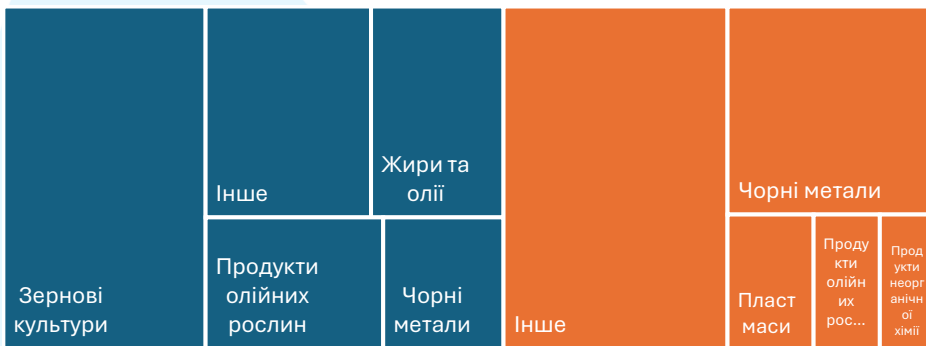 Зернові
культури
Інше
Жири та
олії
Продукти
олійних
рослин
Чорні
метали
Інше
Чорні метали
Пласт
маси
Проду
кти
олійн
их
рос...
Прод
укти
неорг
анічн
ої
хімії